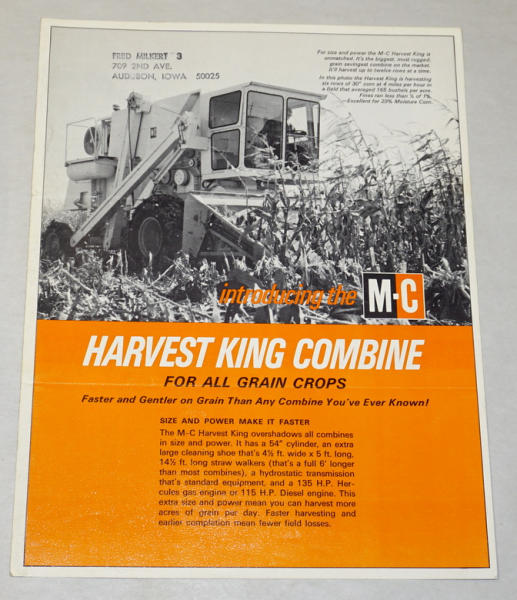 FRED MILKERT 3
709 2ND AVE.
AUDUBON, IOWA 50025
For size and power the M-C Harvest King is
unmatched. It's the biggest, most rugged,
grain savingest combine on the market.
It'll harvest up to twelve rows at a time.
In this photo the Harvest King is harvesting
six rows of 30" corn at 4 miles per hour in
a field that averaged 165 bushels per acre.
Fines ran less than ½ of 1%.
Excellent for 23% Moisture Corn.
M-C
introducing the
M-C
HARVEST KING COMBINE
FOR ALL GRAIN CROPS
Faster and Gentler on Grain Than Any Combine You've Ever Known!
SIZE AND POWER MAKE IT FASTER
The M-C Harvest King overshadows all combines
in size and power. It has a 54" cylinder, an extra
large cleaning shoe that's 4½ ft. wide x 5 ft. long,
14½ ft. long straw walkers (that's a full 6' longer
than most combines), a hydrostatic transmission
that's standard equipment, and a 135 H.P. Her-
cules gas engine or 115 H.P. Diesel engine. This
extra size and power mean you can harvest more
acres of grain per day. Faster harvesting and
earlier completion mean fewer field losses.